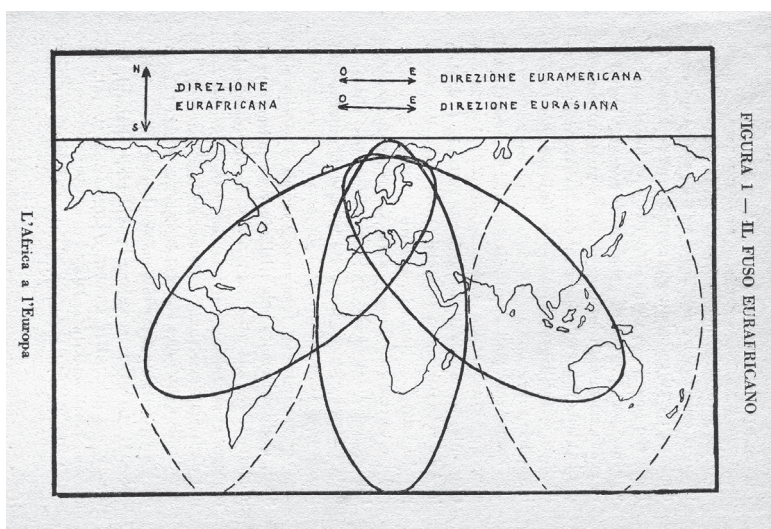 N
S
DIREZIONE
EURAFRICANA
O E DIREZIONE EURAMERICANA
O E DIREZIONE EURASIANA
L'Africa a l'Europa
FIGURA 1 — IL FUSO EURAFRICANO